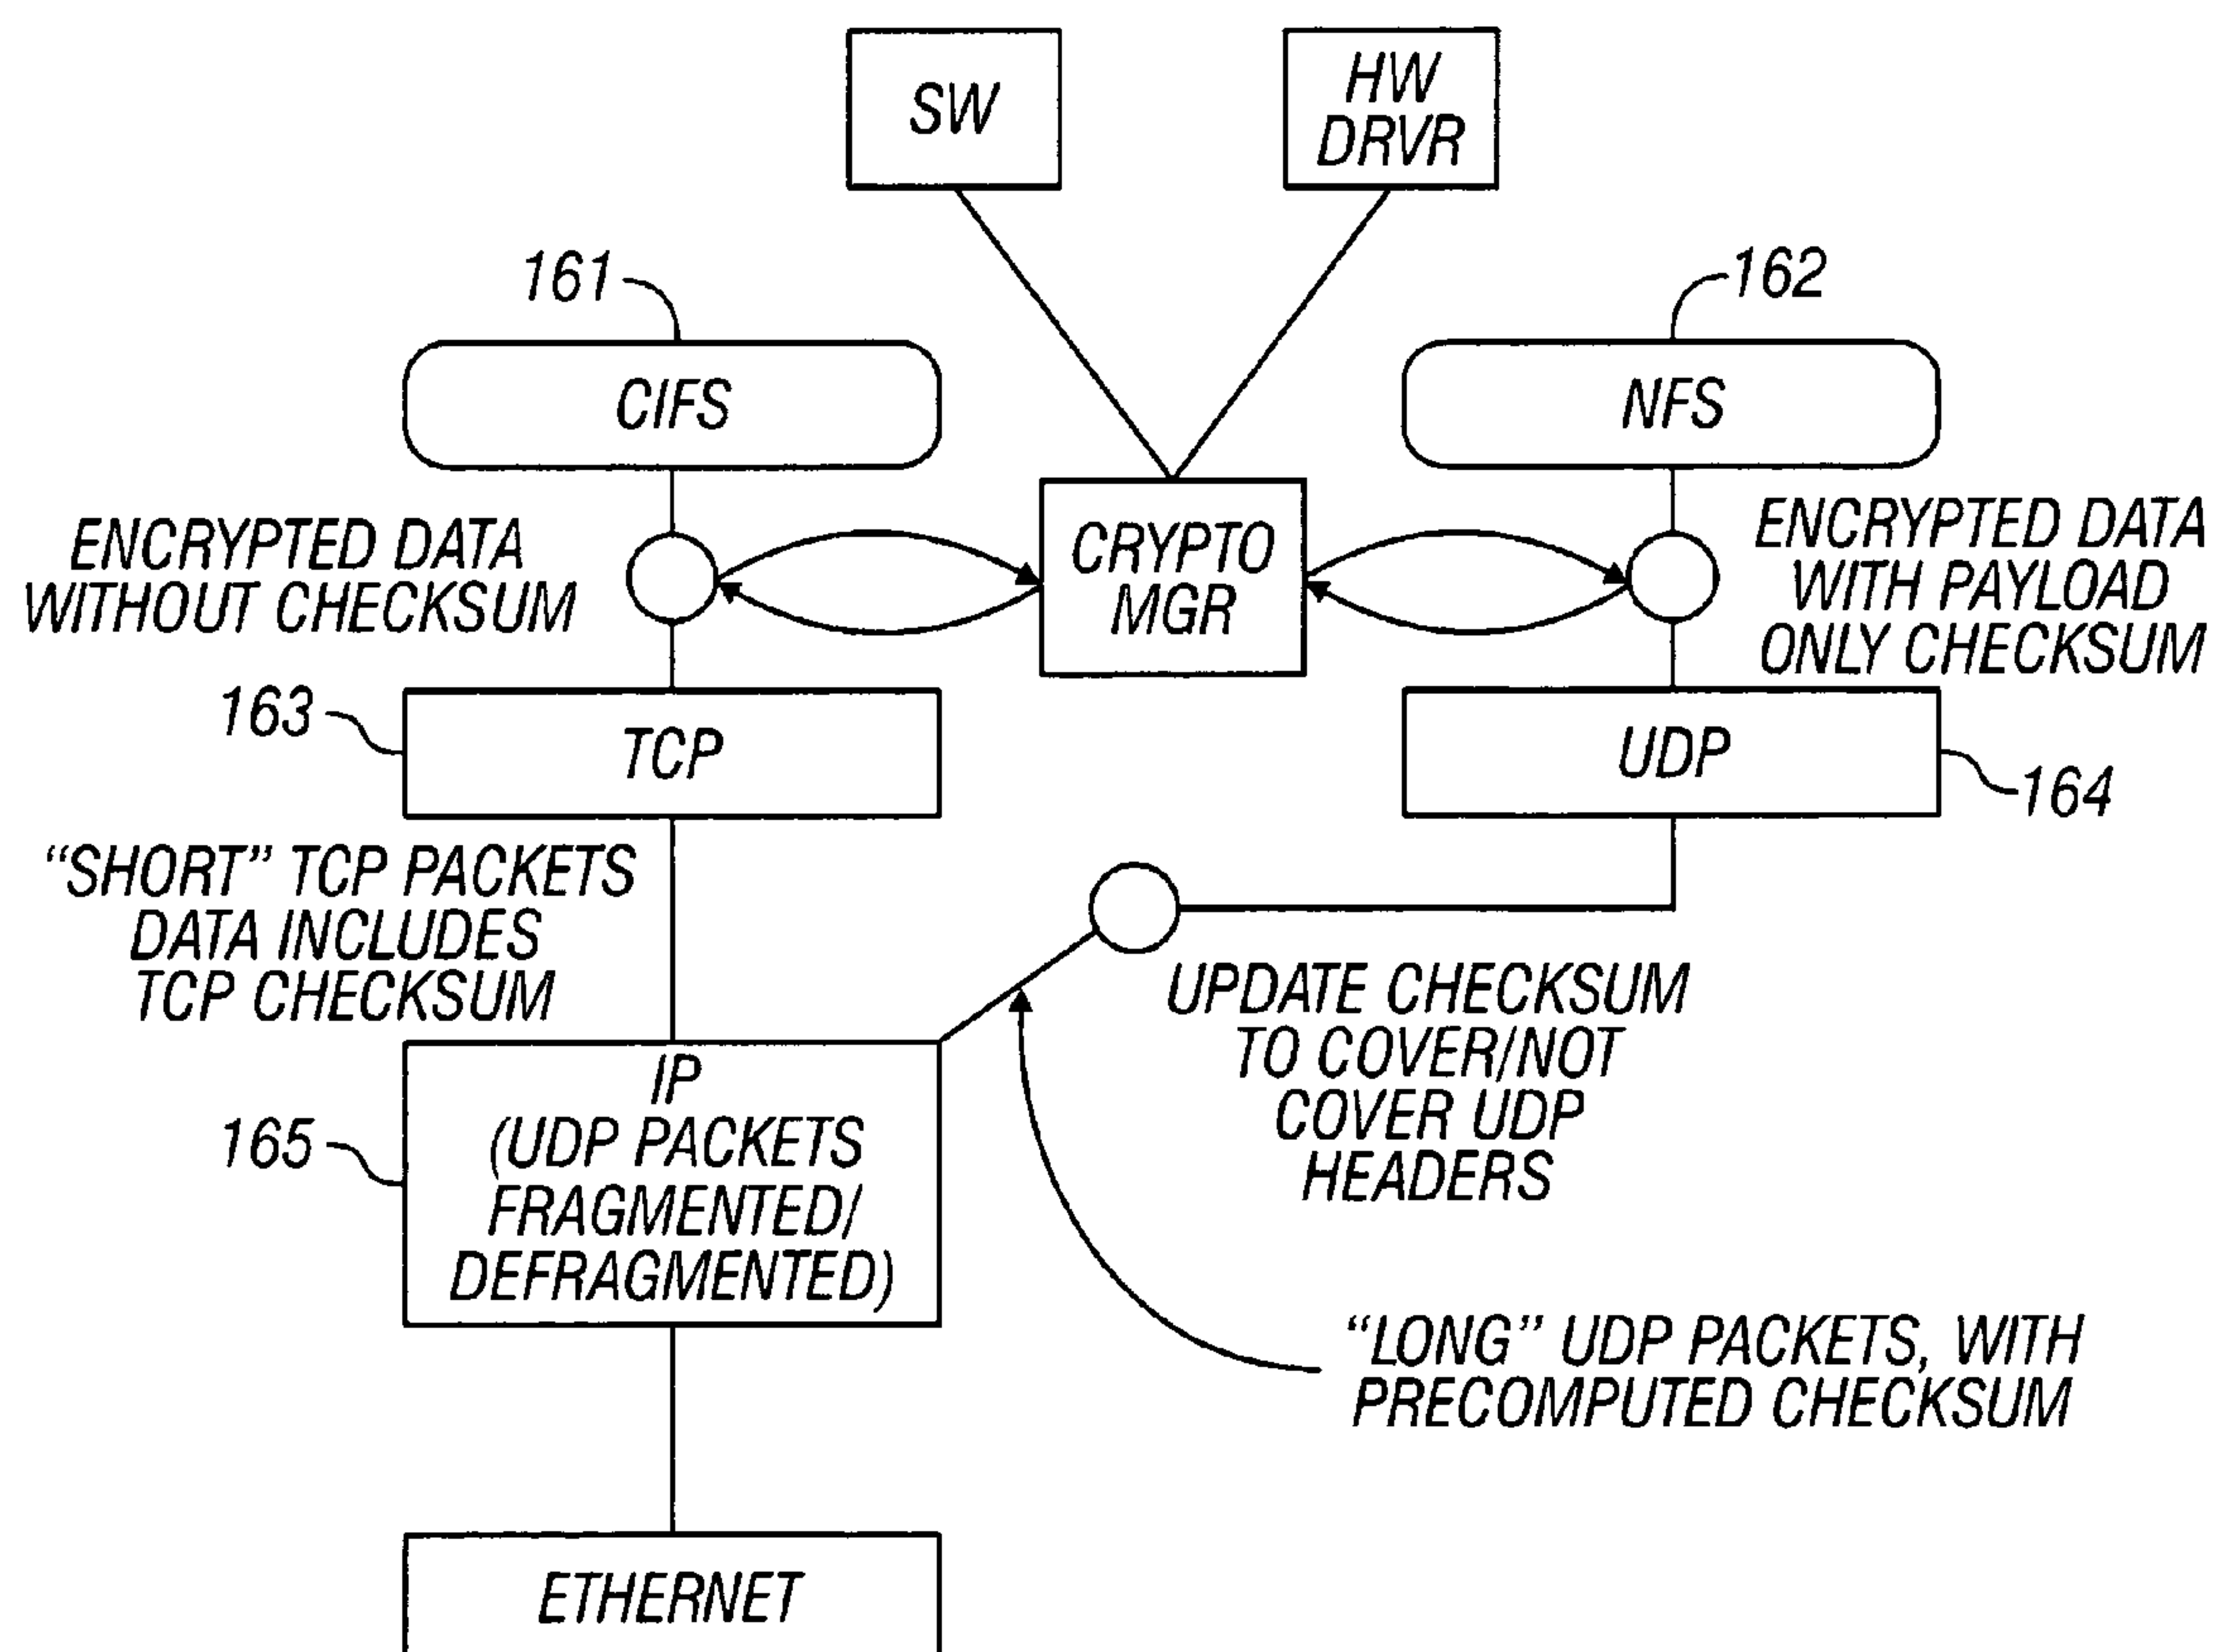 SW
HW
DRVR
161
162
CIFS
NFS
ENCRYPTED DATA
WITHOUT CHECKSUM
CRYPTO
MGR
ENCRYPTED DATA
WITH PAYLOAD
ONLY CHECKSUM
163
TCP
UDP
164
“SHORT” TCP PACKETS
DATA INCLUDES
TCP CHECKSUM
UPDATE CHECKSUM
TO COVER/NOT
COVER UDP
HEADERS
165
IP
(UDP PACKETS
FRAGMENTED/
DEFRAGMENTED)
“LONG” UDP PACKETS, WITH
PRECOMPUTED CHECKSUM
ETHERNET